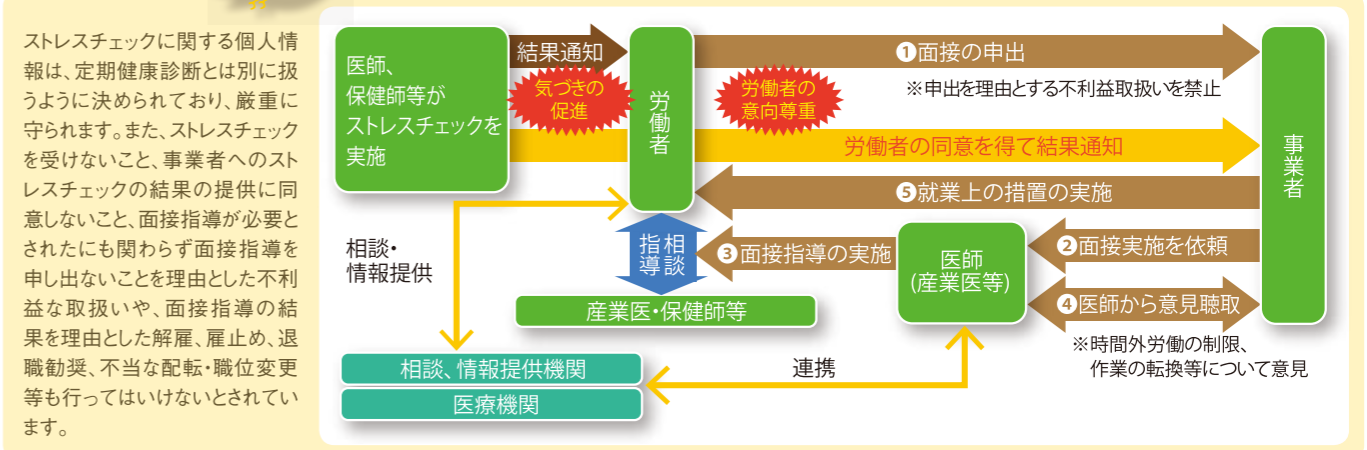 ストレスチェックに関する個人情
報は、定期健康診断とは別に扱
うように決められており、厳重に
守られます。また、ストレスチェック
を受けないこと、事業者へのスト
レスチェックの結果の提供に同
意しないこと、面接指導が必要と
されたにも関わらず面接指導を
申し出ないことを理由とした不利
益な取扱いや、面接指導の結
果を理由とした解雇、雇止め、退
職勧奨、不当な配転・職位変更
等も行ってはいけないとされてい
ます。
医師、
保健師等が
ストレスチェックを
実施
結果通知
気づきの
促進
労働者
労働者の
意向尊重
❶面接の申出
※申出を理由とする不利益取扱いを禁止
労働者の同意を得て結果通知
事業者
❺就業上の措置の実施
❷面接実施を依頼
医師
(産業医等)
❸面接指導の実施
❹医師から意見聴取
※時間外労働の制限、
作業の転換等について意見
相談
指導
産業医・保健師等
相談・
情報提供
相談、情報提供機関
医療機関
連携